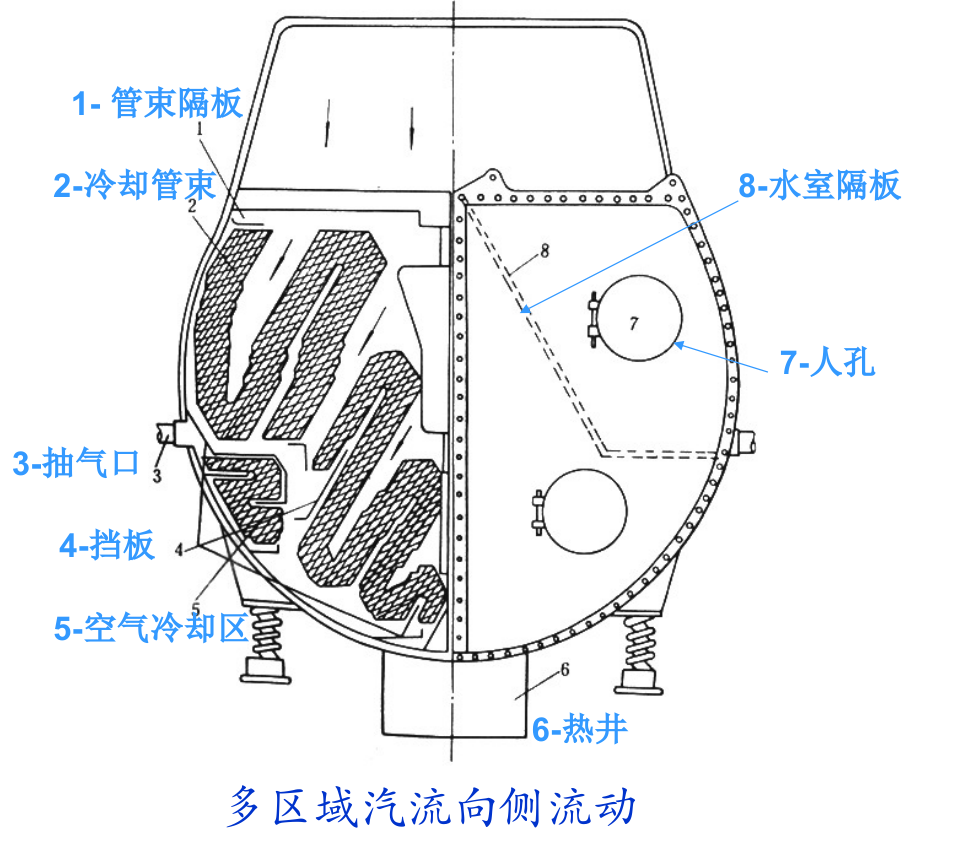 1- 管束隔板
1
2-冷却管束
2
8-水室隔板
8
7
7-人孔
3-抽气口
3
4-挡板
4
5
5-空气冷却区
6
6-热井
多区域汽流向侧流动